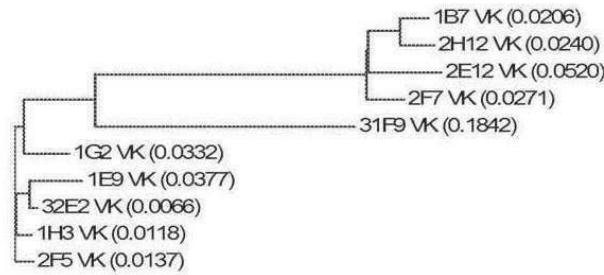 1B7 VK (0.0206)
2H12 VK (0.0240)
2E12 VK (0.0520)
2F7 VK (0.0271)
31F9 VK (0.1842)
1G2 VK (0.0332)
1E9 VK (0.0377)
32E2 VK (0.0066)
1H3 VK (0.0118)
2F5 VK (0.0137)